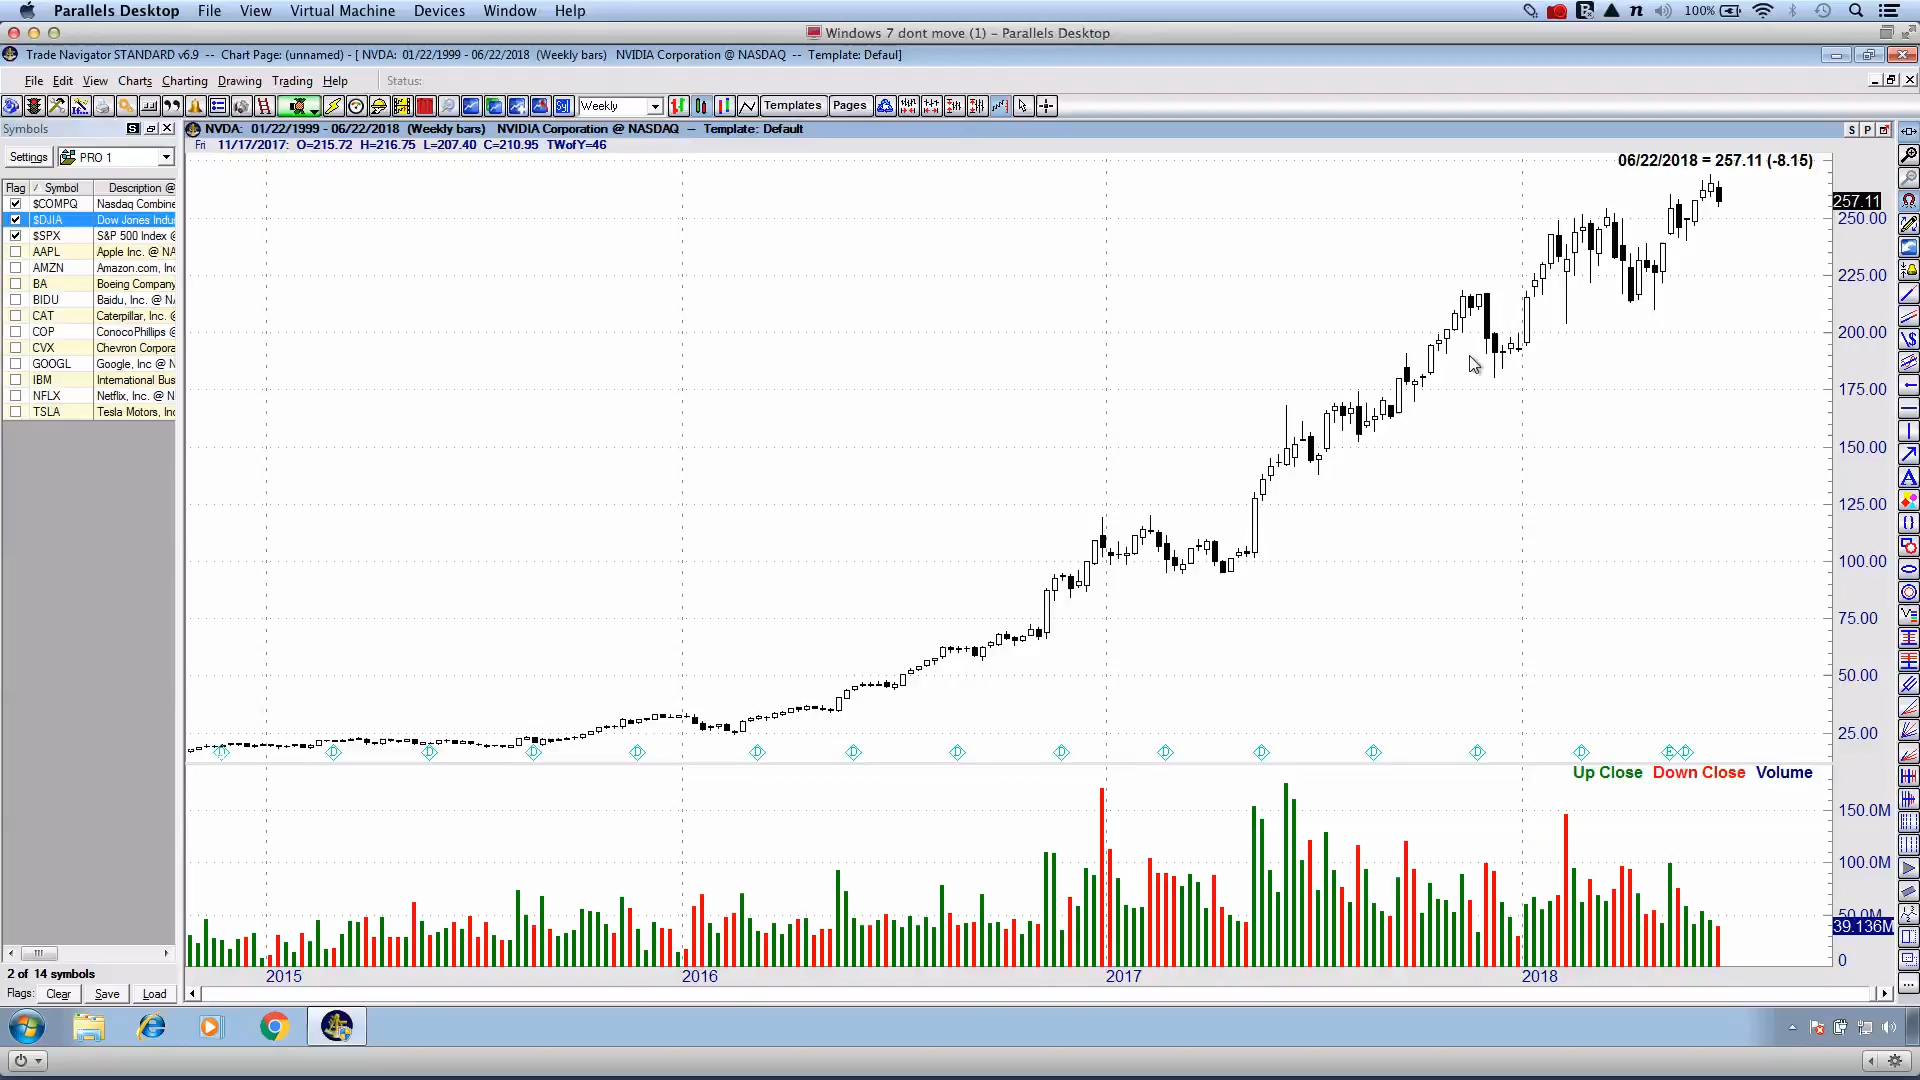 Parallels Desktop File View Virtual Machine Devices Window Help
100%
Windows 7 dont move (1) – Parallels Desktop
Trade Navigator STANDARD v6.9 -- Chart Page: (unnamed) - [ NVDA: 01/22/1999 - 06/22/2018 (Weekly bars) NVIDIA Corporation @ NASDAQ -- Template: Defaul]
File Edit View Charts Charting Drawing Trading Help Status:
Weekly Templates Pages
Symbols S
NVDA: 01/22/1999 - 06/22/2018 (Weekly bars) NVIDIA Corporation @ NASDAQ -- Template: Default S P
Fri 11/17/2017: O=215.72 H=216.75 L=207.40 C=210.95 TWofY=46
Settings PRO 1
06/22/2018 = 257.11 (-8.15)
Flag Symbol Description @
$COMPQ Nasdaq Combine
$DJIA Dow Jones Indu
$SPX S&P 500 Index @
AAPL Apple Inc. @ NA
AMZN Amazon.com, Inc
BA Boeing Company
BIDU Baidu, Inc. @ NA
CAT Caterpillar, Inc. @
COP ConocoPhillips @
CVX Chevron Corpora
GOOGL Google, Inc @ N
IBM International Bus
NFLX Netflix, Inc. @ N
TSLA Tesla Motors, Inc
257.11
250.00
225.00
200.00
175.00
150.00
125.00
100.00
75.00
50.00
25.00
D D D D D D D D D D D D D D E D
Up Close Down Close Volume
150.0M
100.0M
50.0M
39.136M
0
2015 2016 2017 2018
2 of 14 symbols
Flags: Clear Save Load